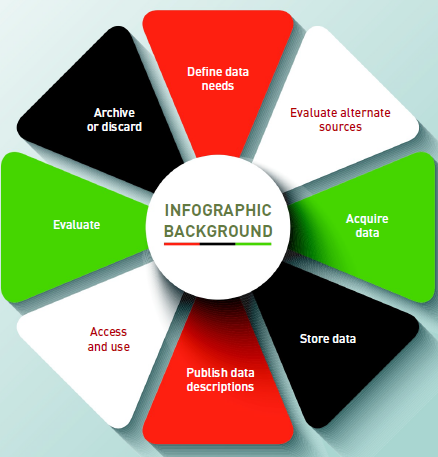 Define data
needs
Evaluate alternate
sources
Acquire
data
Store data
Publish data
descriptions
Access
and use
Evaluate
Archive
or discard
INFOGRAPHIC
BACKGROUND